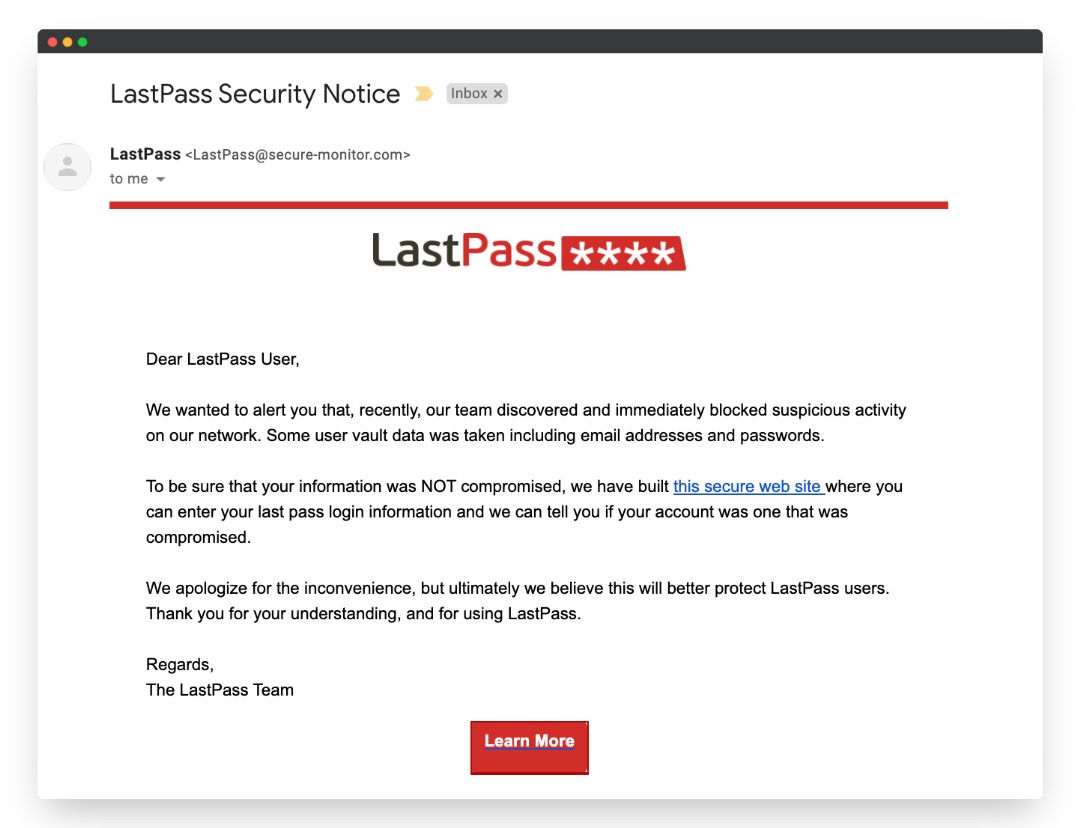 LastPass Security Notice Inbox ×
LastPass <LastPass@secure-monitor.com>
to me
LastPass ****
Dear LastPass User,
We wanted to alert you that, recently, our team discovered and immediately blocked suspicious activity
on our network. Some user vault data was taken including email addresses and passwords.
To be sure that your information was NOT compromised, we have built this secure web site where you
can enter your last pass login information and we can tell you if your account was one that was
compromised.
We apologize for the inconvenience, but ultimately we believe this will better protect LastPass users.
Thank you for your understanding, and for using LastPass.
Regards,
The LastPass Team
Learn More